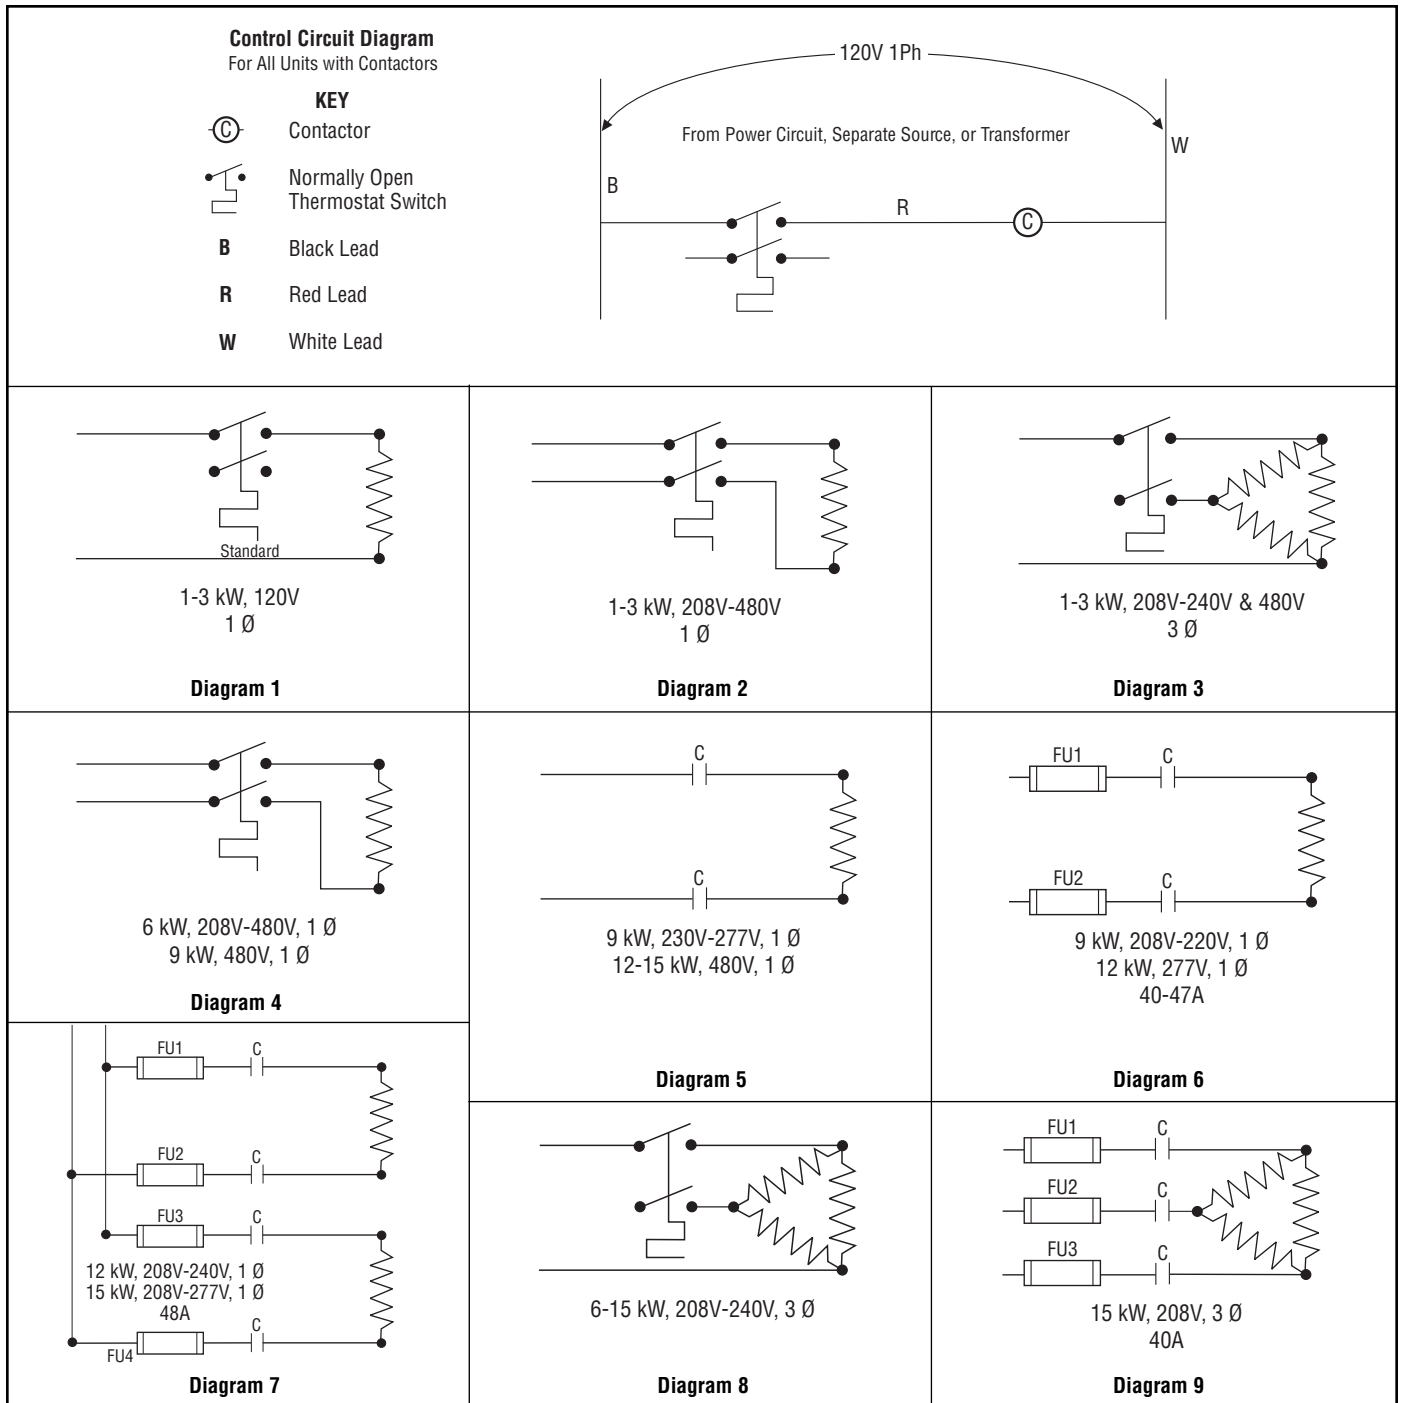 Control Circuit Diagram
For All Units with Contactors
KEY
C Contactor
Normally Open
Thermostat Switch
B Black Lead
R Red Lead
W White Lead
120V 1Ph
From Power Circuit, Separate Source, or Transformer
W
B
R
C
Standard
1-3 kW, 120V
1 Ø
Diagram 1
1-3 kW, 208V-480V
1 Ø
Diagram 2
1-3 kW, 208V-240V & 480V
3 Ø
Diagram 3
6 kW, 208V-480V, 1 Ø
9 kW, 480V, 1 Ø
Diagram 4
C
C
9 kW, 230V-277V, 1 Ø
12-15 kW, 480V, 1 Ø
Diagram 5
FU1 C
FU2 C
9 kW, 208V-220V, 1 Ø
12 kW, 277V, 1 Ø
40-47A
Diagram 6
FU1 C
FU2 C
FU3 C
12 kW, 208V-240V, 1 Ø
15 kW, 208V-277V, 1 Ø
48A
C
FU4
Diagram 7
6-15 kW, 208V-240V, 3 Ø
Diagram 8
FU1 C
FU2 C
FU3 C
15 kW, 208V, 3 Ø
40A
Diagram 9